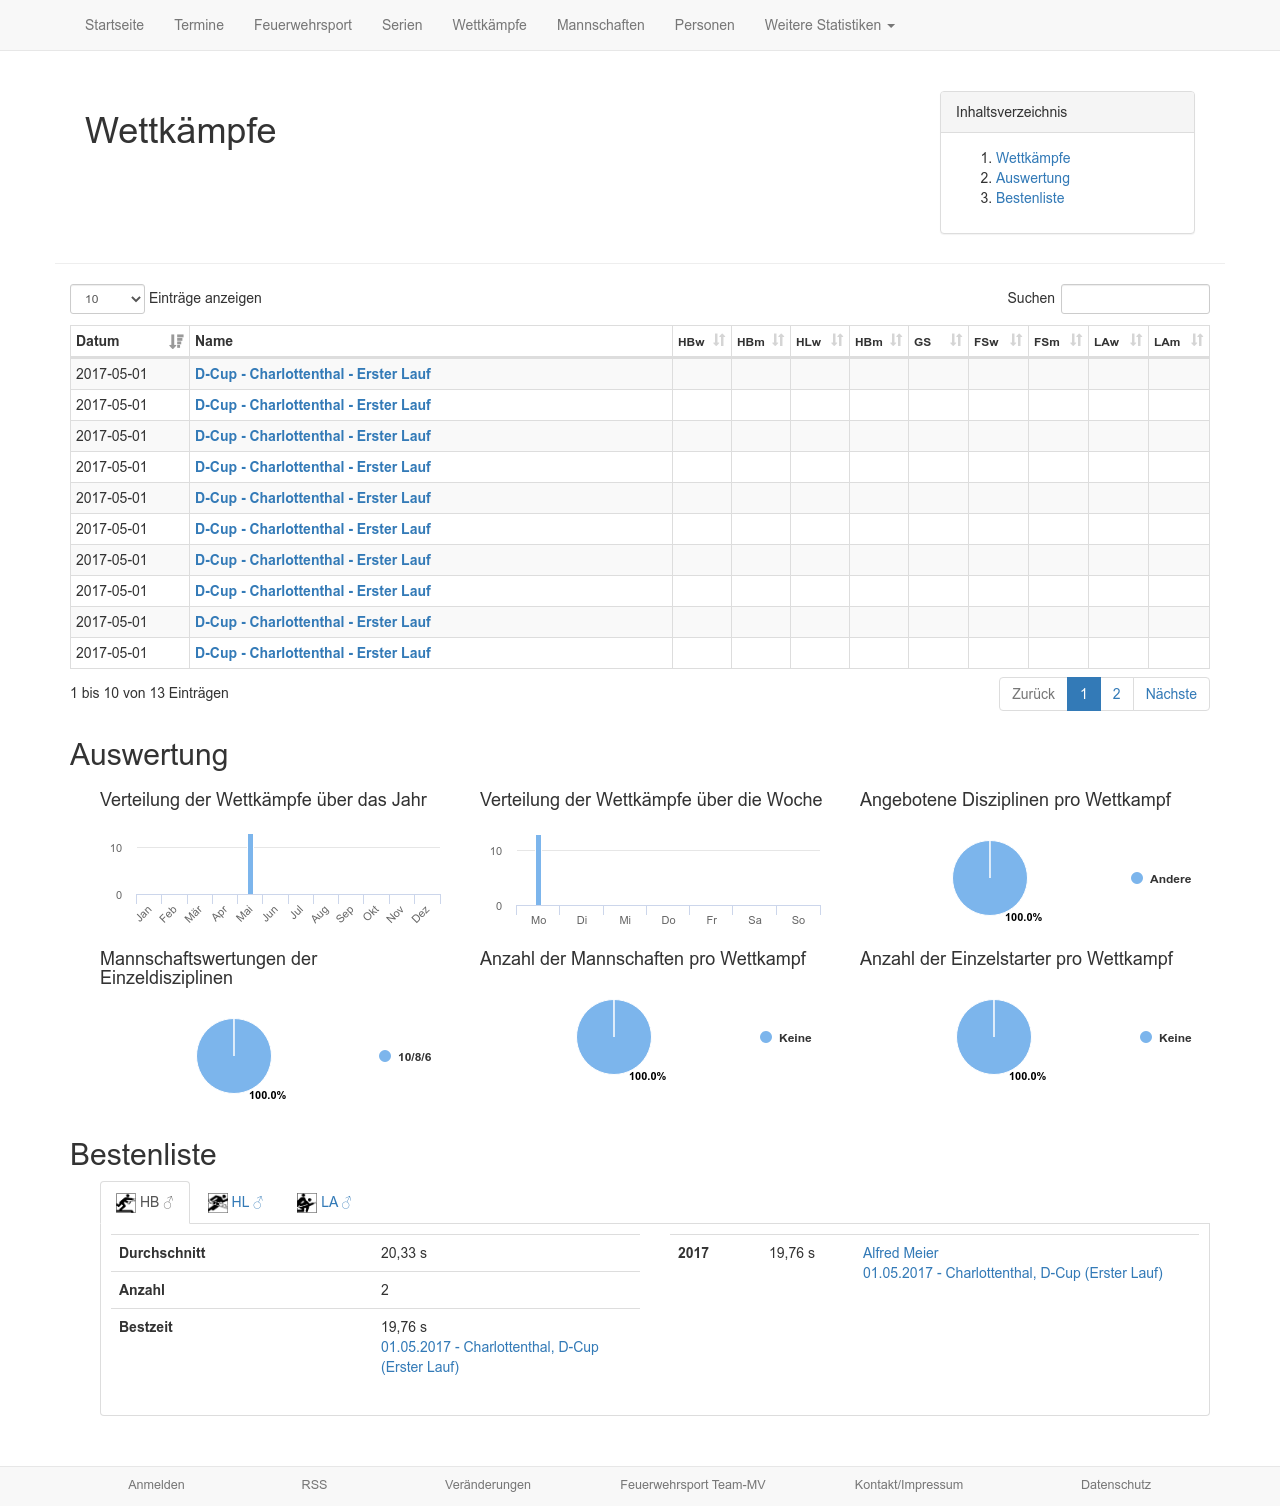 Startseite Termine Feuerwehrsport Serien Wettkämpfe Mannschaften Personen Weitere Statistiken
Wettkämpfe
Inhaltsverzeichnis
1. Wettkämpfe
2. Auswertung
3. Bestenliste
10 Einträge anzeigen Suchen
Datum Name HBw HBm HLw HBm GS FSw FSm LAw LAm
2017-05-01 D-Cup - Charlottenthal - Erster Lauf
2017-05-01 D-Cup - Charlottenthal - Erster Lauf
2017-05-01 D-Cup - Charlottenthal - Erster Lauf
2017-05-01 D-Cup - Charlottenthal - Erster Lauf
2017-05-01 D-Cup - Charlottenthal - Erster Lauf
2017-05-01 D-Cup - Charlottenthal - Erster Lauf
2017-05-01 D-Cup - Charlottenthal - Erster Lauf
2017-05-01 D-Cup - Charlottenthal - Erster Lauf
2017-05-01 D-Cup - Charlottenthal - Erster Lauf
2017-05-01 D-Cup - Charlottenthal - Erster Lauf
1 bis 10 von 13 Einträgen Zurück 1 2 Nächste
Auswertung
Verteilung der Wettkämpfe über das Jahr
10
0
Jan Feb Mär Apr Mai Jun Jul Aug Sep Okt Nov Dez
Verteilung der Wettkämpfe über die Woche
10
0
Mo Di Mi Do Fr Sa So
Angebotene Disziplinen pro Wettkampf
Andere
100.0%
Mannschaftswertungen der
Einzeldisziplinen
10/8/6
100.0%
Anzahl der Mannschaften pro Wettkampf
Keine
100.0%
Anzahl der Einzelstarter pro Wettkampf
Keine
100.0%
Bestenliste
HB ♂ HL ♂ LA ♂
Durchschnitt 20,33 s
Anzahl 2
Bestzeit 19,76 s
01.05.2017 - Charlottenthal, D-Cup
(Erster Lauf)
2017 19,76 s Alfred Meier
01.05.2017 - Charlottenthal, D-Cup (Erster Lauf)
Anmelden RSS Veränderungen Feuerwehrsport Team-MV Kontakt/Impressum Datenschutz